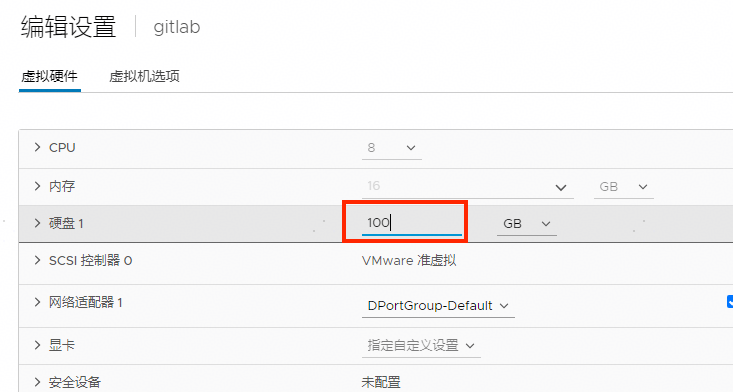 编辑设置 | gitlab
虚拟硬件 虚拟机选项
CPU 8
内存 16 GB
硬盘 1 100 GB
SCSI 控制器 0 VMware 准虚拟
网络适配器 1 DPortGroup-Default
显卡 指定自定义设置
安全设备 未配置